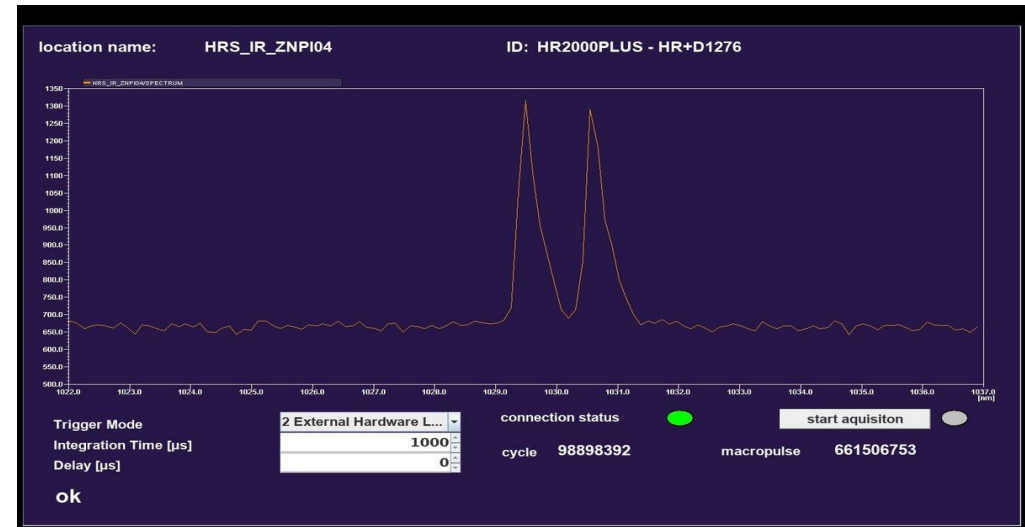 location name: HRS_IR_ZNPI04 ID: HR2000PLUS - HR+D1276
HRS_IR_ZNPI04/SPECTRUM
1350
1300
1250
1200
1150
1100
1050
1000
950.0
900.0
850.0
800.0
750.0
700.0
650.0
600.0
550.0
500.0
1022.0 1023.0 1024.0 1025.0 1026.0 1027.0 1028.0 1029.0 1030.0 1031.0 1032.0 1033.0 1034.0 1035.0 1036.0 1037.0
[nm]
Trigger Mode 2 External Hardware L... connection status start aquisiton
Integration Time [µs] 1000 cycle 98898392 macropulse 661506753
Delay [µs] 0
ok